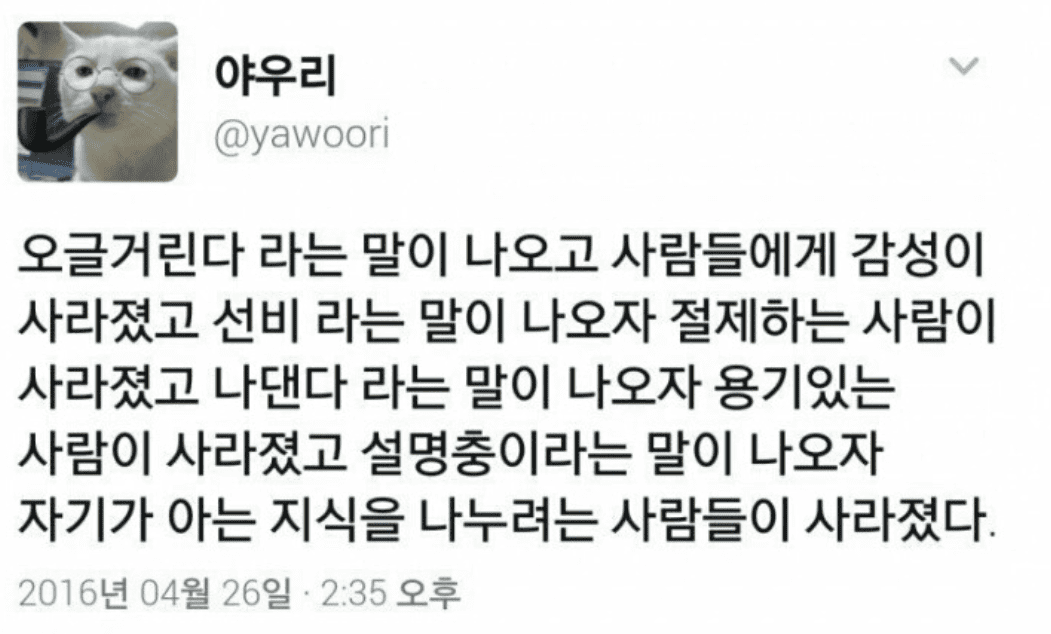 야우리
@yawoori
오글거린다 라는 말이 나오고 사람들에게 감성이
사라졌고 선비 라는 말이 나오자 절제하는 사람이
사라졌고 나댄다 라는 말이 나오자 용기있는
사람이 사라졌고 설명충이라는 말이 나오자
자기가 아는 지식을 나누려는 사람들이 사라졌다.
2016년 04월 26일 · 2:35 오후